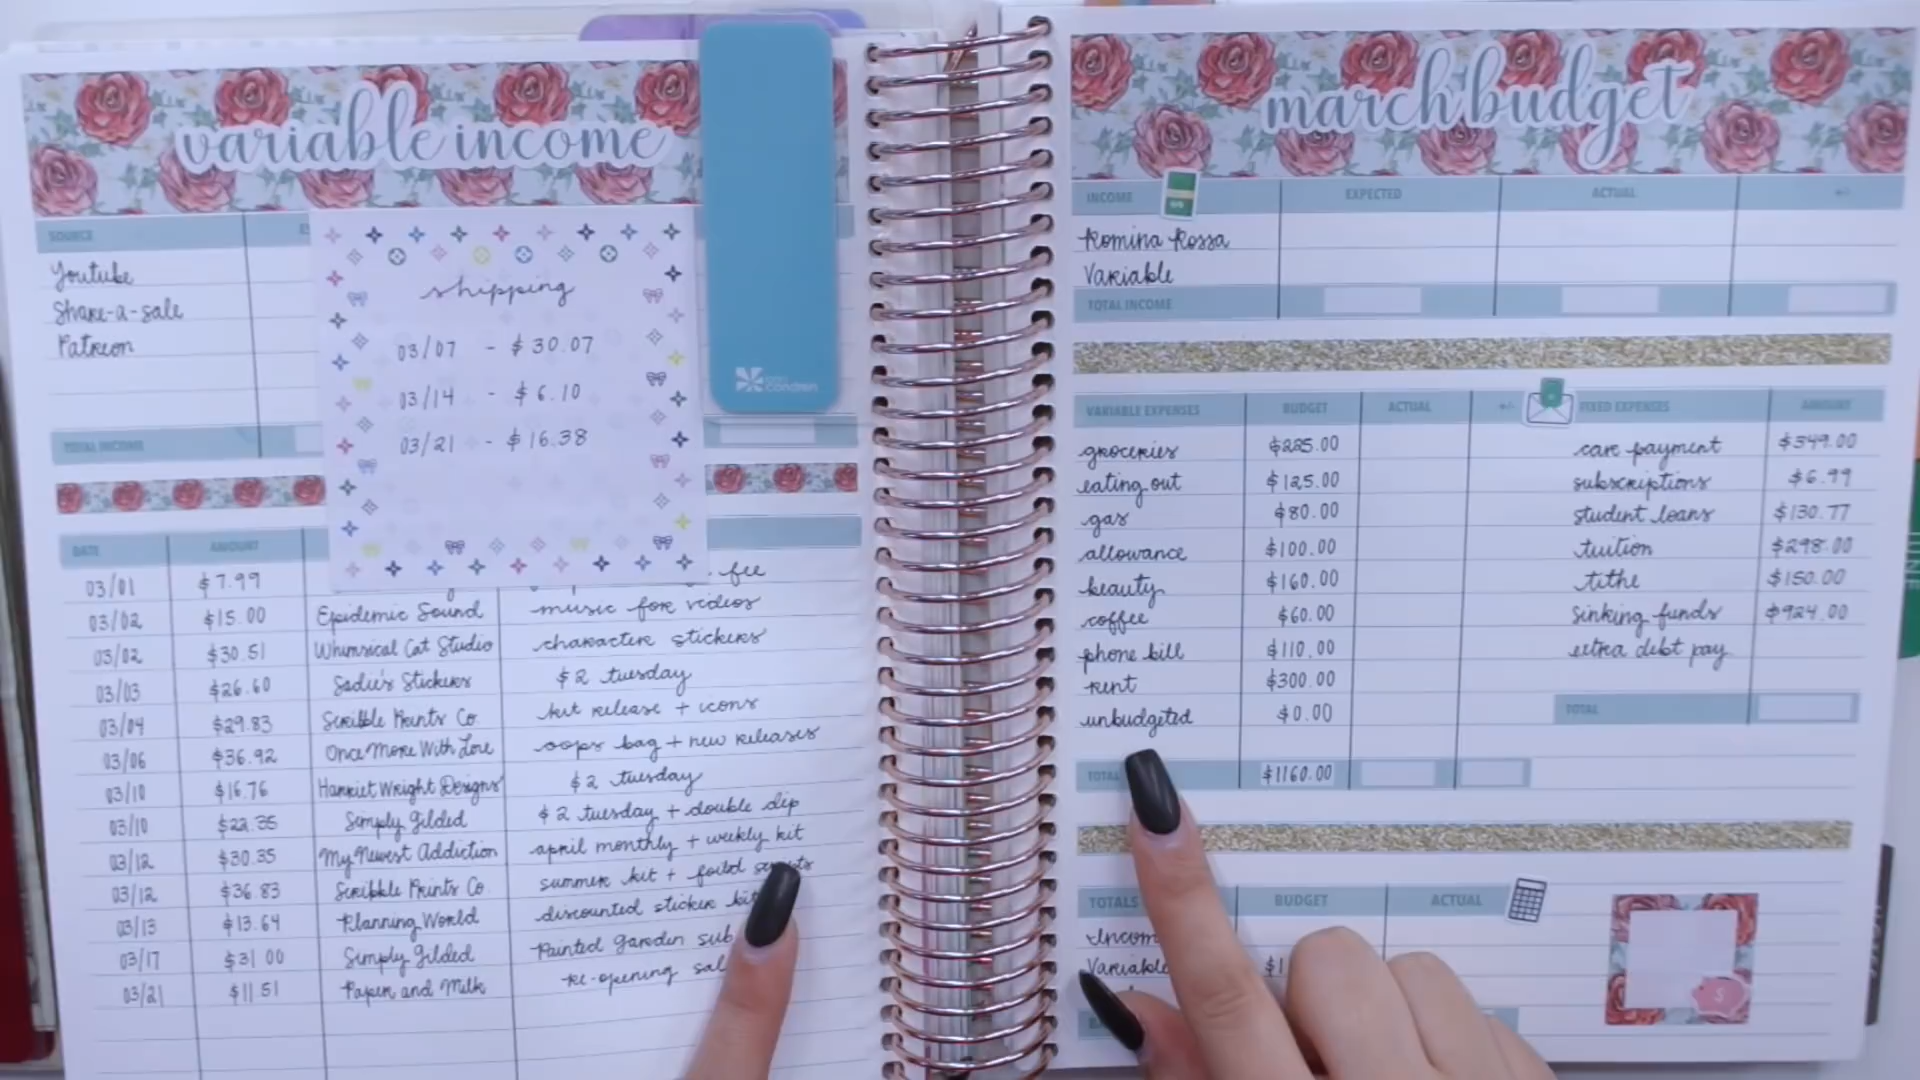 variable income
SOURCE
Youtube
Share-a-sale
Patreon
TOTAL INCOME
shipping
03/07 - $30.07
03/14 - $6.10
03/21 - $16.38
erin condren
DATE AMOUNT
03/01 $7.99 fee
03/02 $15.00 Epidemic Sound music for videos
03/02 $30.51 Whimsical Cat Studio character stickers
03/03 $26.60 Sadie's Stickers $2 tuesday
03/04 $29.83 Scribble Prints Co. kit release + icons
03/06 $36.92 Once More With Love oops bag + new releases
03/10 $16.76 Harriet Wright Designs $2 tuesday
03/10 $22.35 Simply Gilded $2 tuesday + double dip
03/12 $30.35 My Newest Addiction april monthly + weekly kit
03/12 $36.83 Scribble Prints Co summer kit + foiled
03/13 $13.64 Planning World discounted sticker
03/17 $31.00 Simply Gilded Painted Garden sub
03/21 $11.51 Paper and Milk re-opening
march budget
INCOME EXPECTED ACTUAL +/-
Romina Rossa
Variable
TOTAL INCOME
VARIABLE EXPENSES BUDGET ACTUAL +/- FIXED EXPENSES AMOUNT
groceries $225.00 care payment $349.00
eating out $125.00 subscriptions $6.99
gas $80.00 student loans $130.77
allowance $100.00 tuition $298.00
beauty $160.00 tithe $150.00
coffee $60.00 sinking funds $924.00
phone bill $110.00 extra debt pay
rent $300.00
unbudgeted $0.00 TOTAL
TOTAL $1160.00
TOTALS BUDGET ACTUAL
Incom
Variable $1
JUNE